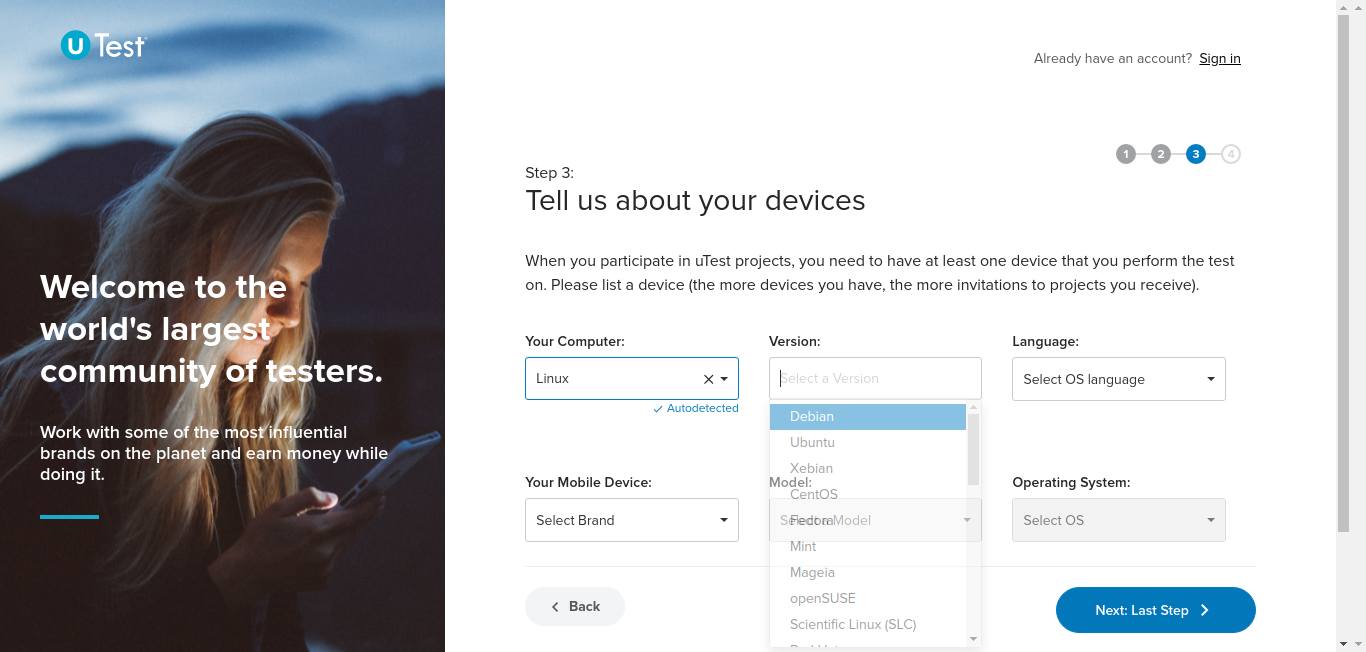 uTest
Already have an account? Sign in
1 2 3 4
Step 3:
Tell us about your devices
When you participate in uTest projects, you need to have at least one device that you perform the test
on. Please list a device (the more devices you have, the more invitations to projects you receive).
Welcome to the
world's largest
community of testers.
Work with some of the most influential
brands on the planet and earn money while
doing it.
Your Computer:
Linux
Autodetected
Version:
Select a Version
Debian
Ubuntu
Xebian
CentOS
Fedora
Mint
Mageia
openSUSE
Scientific Linux (SLC)
Language:
Select OS language
Your Mobile Device:
Select Brand
Model:
Select a Model
Operating System:
Select OS
Back
Next: Last Step